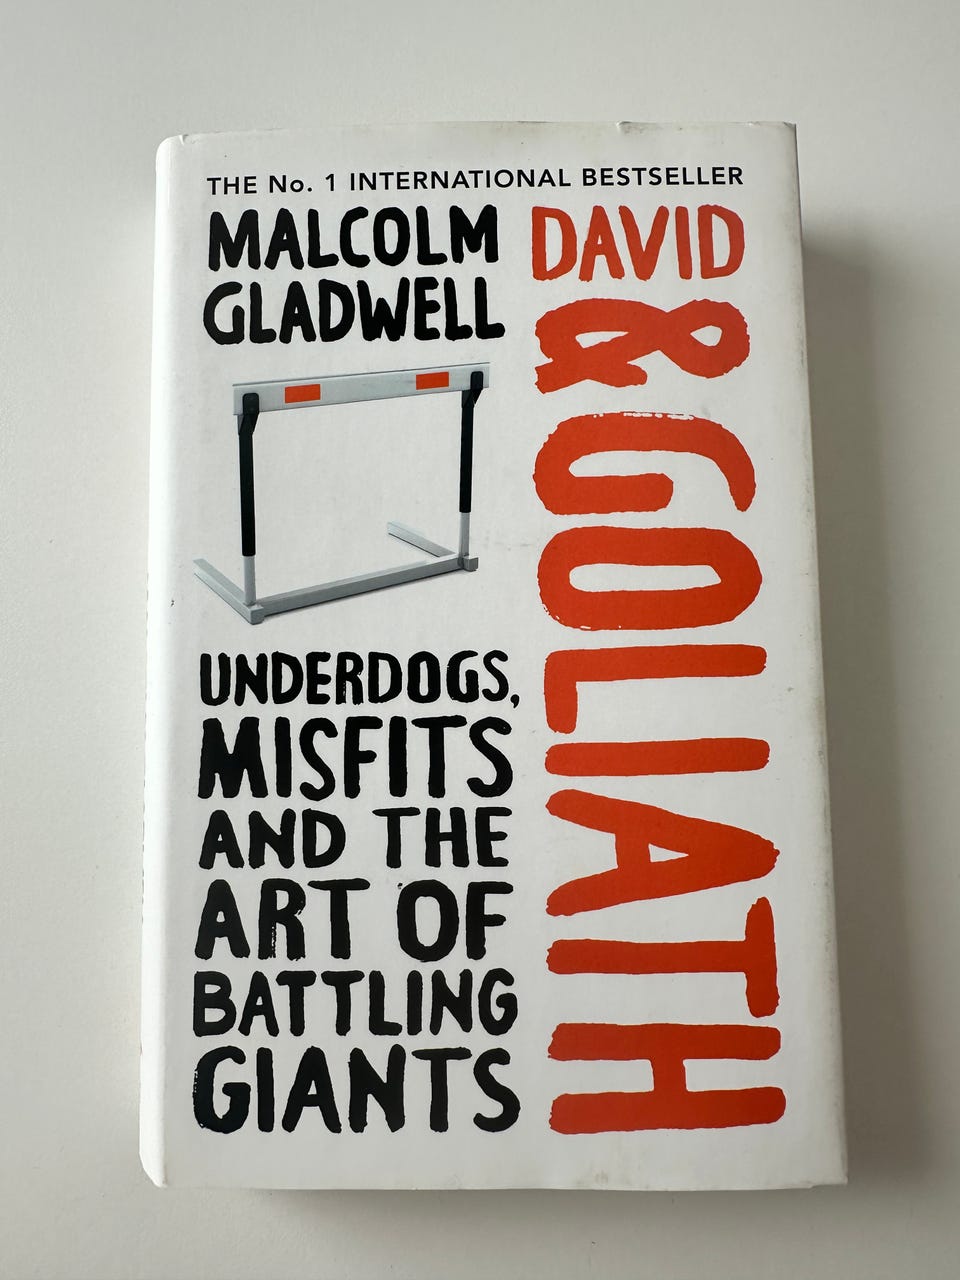 THE No. 1 INTERNATIONAL BESTSELLER
MALCOLM
GLADWELL
DAVID
& GOLIATH
UNDERDOGS,
MISFITS
AND THE
ART OF
BATTLING
GIANTS